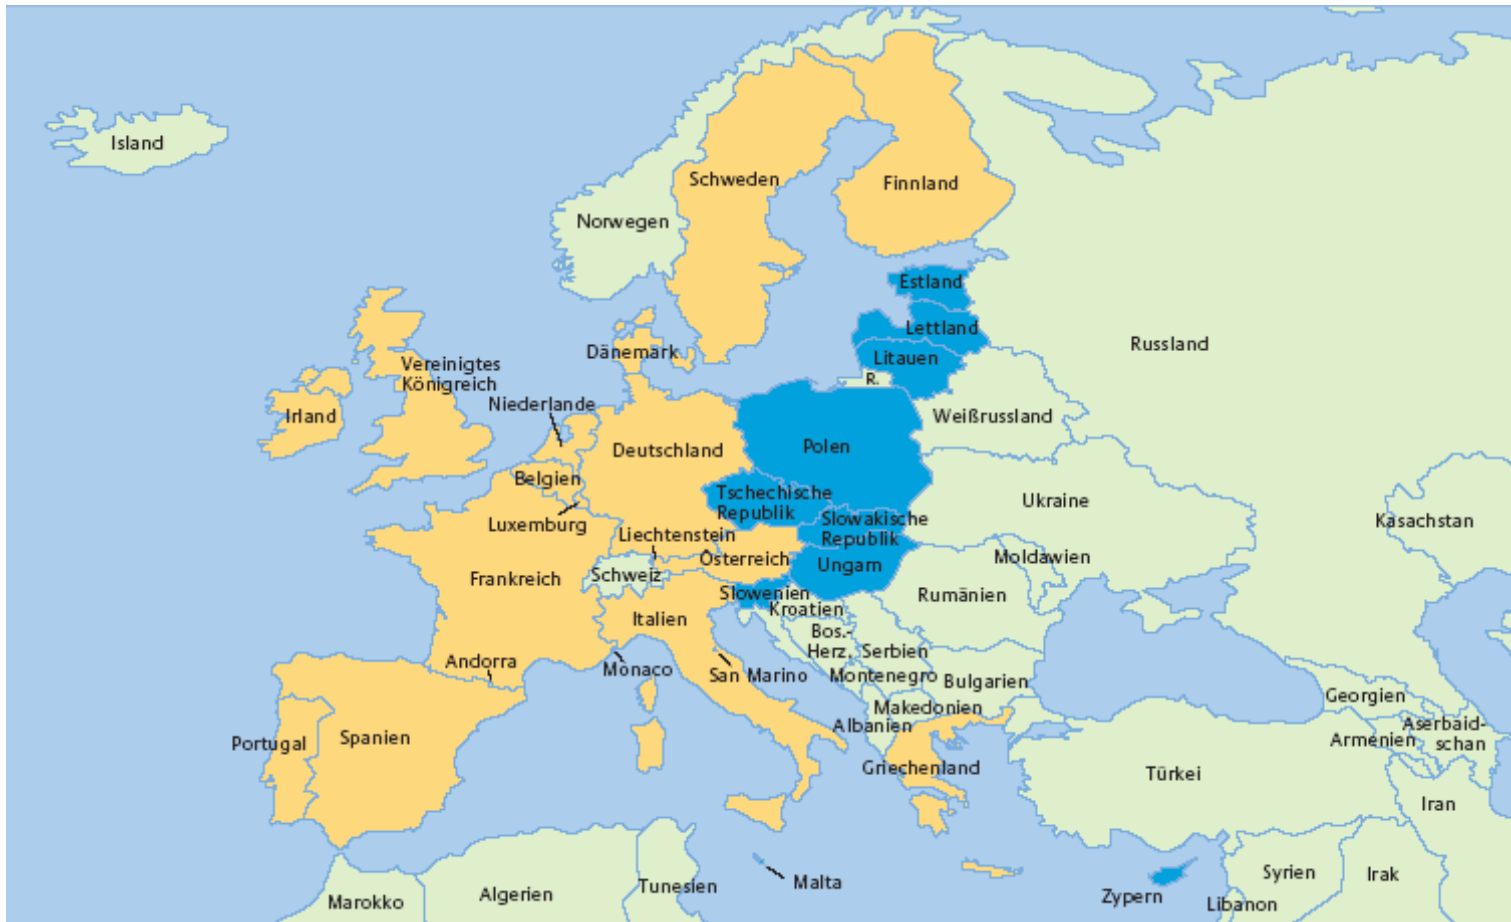 Island
Schweden
Finnland
Norwegen
Estland
Lettland
Russland
Dänemark
Litauen
Vereinigtes
Königreich
R.
Niederlande
Irland
Weißrussland
Deutschland
Polen
Belgien
Tschechische
Republik
Ukraine
Luxemburg
Slowakische
Republik
Kasachstan
Liechtenstein
Österreich
Moldawien
Ungarn
Frankreich
Schweiz
Slowenien
Rumänien
Kroatien
Italien
Bos.-
Herz.
Serbien
Andorra
Monaco
San Marino
Montenegro
Bulgarien
Georgien
Makedonien
Albanien
Aserbaid-
schan
Armenien
Portugal
Spanien
Griechenland
Türkei
Iran
Malta
Zypern
Syrien
Irak
Libanon
Tunesien
Algerien
Marokko